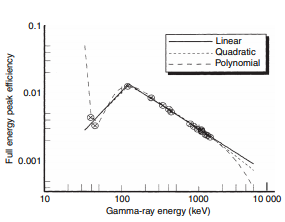 0.1
Linear
Quadratic
Polynomial
0.01
0.001
Full energy peak efficiency
10 100 1000 10 000
Gamma-ray energy (keV)